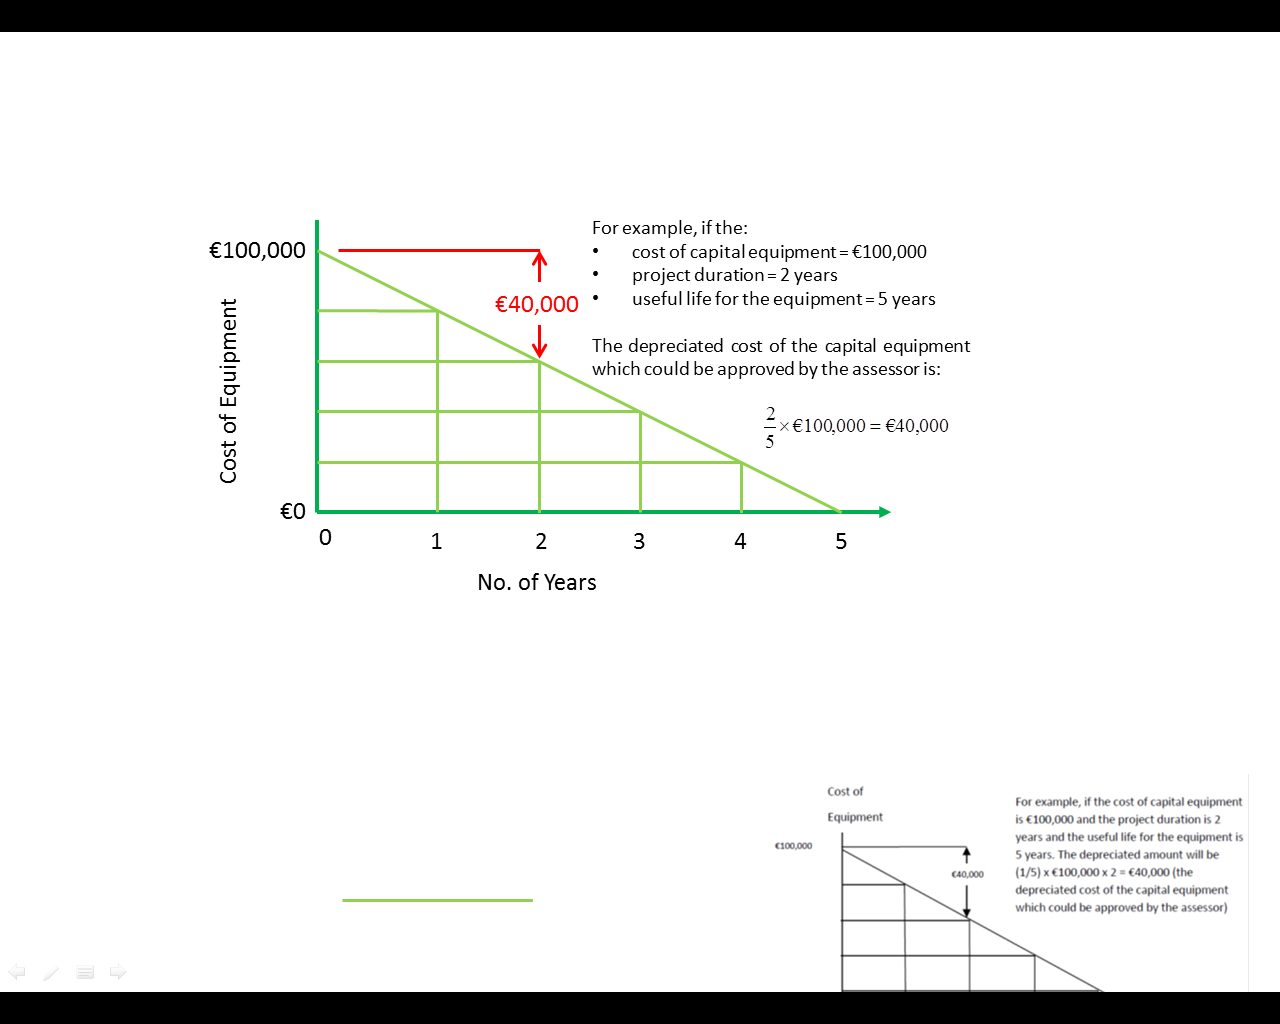 €100,000
Cost of Equipment
€0
€40,000
0 1 2 3 4 5
No. of Years
For example, if the:
• cost of capital equipment = €100,000
• project duration = 2 years
• useful life for the equipment = 5 years
The depreciated cost of the capital equipment
which could be approved by the assessor is:
2/5 × €100,000 = €40,000
Cost of
Equipment
€100,000
€40,000
For example, if the cost of capital equipment
is €100,000 and the project duration is 2
years and the useful life for the equipment is
5 years. The depreciated amount will be
(1/5) x €100,000 x 2 = €40,000 (the
depreciated cost of the capital equipment
which could be approved by the assessor)